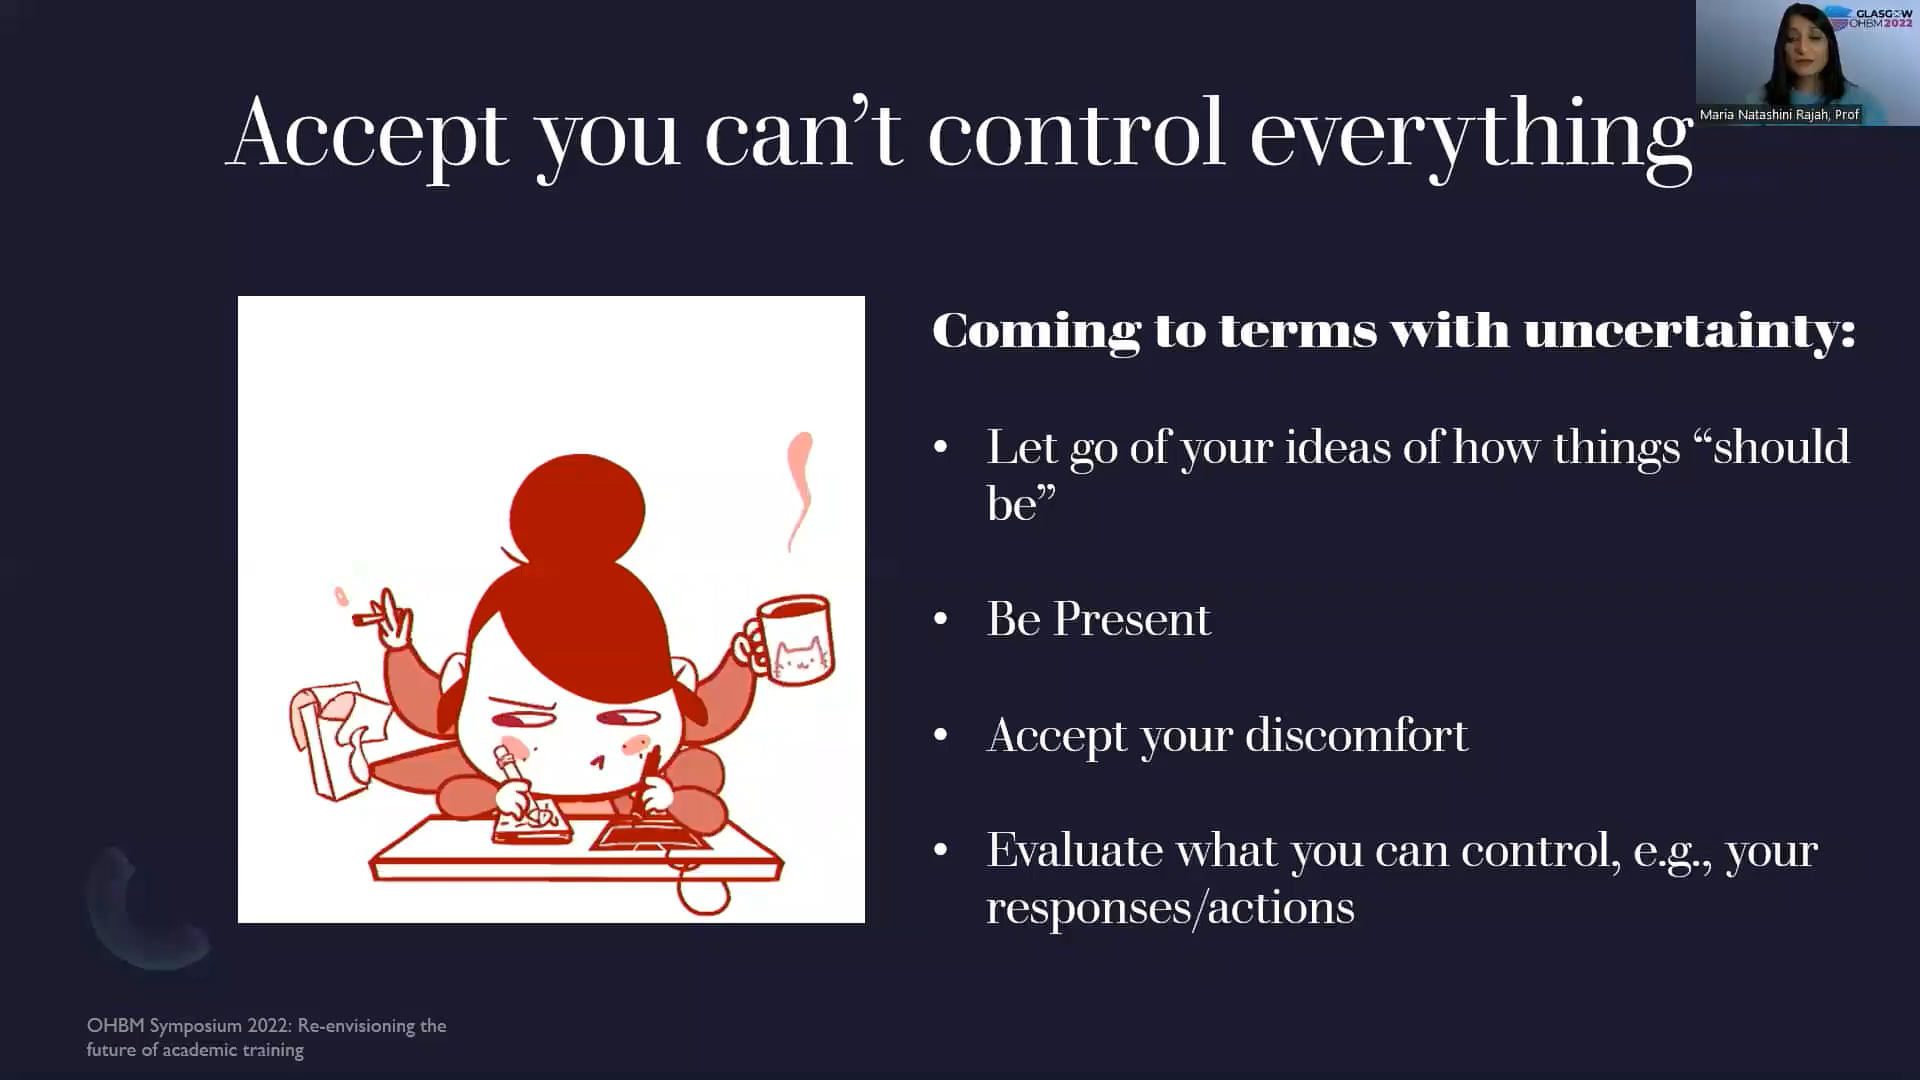 GLASGOW
OHBM2022
Maria Natashini Rajah, Prof
Accept you can’t control everything
Coming to terms with uncertainty:
• Let go of your ideas of how things “should
be”
• Be Present
• Accept your discomfort
• Evaluate what you can control, e.g., your
responses/actions
OHBM Symposium 2022: Re-envisioning the
future of academic training